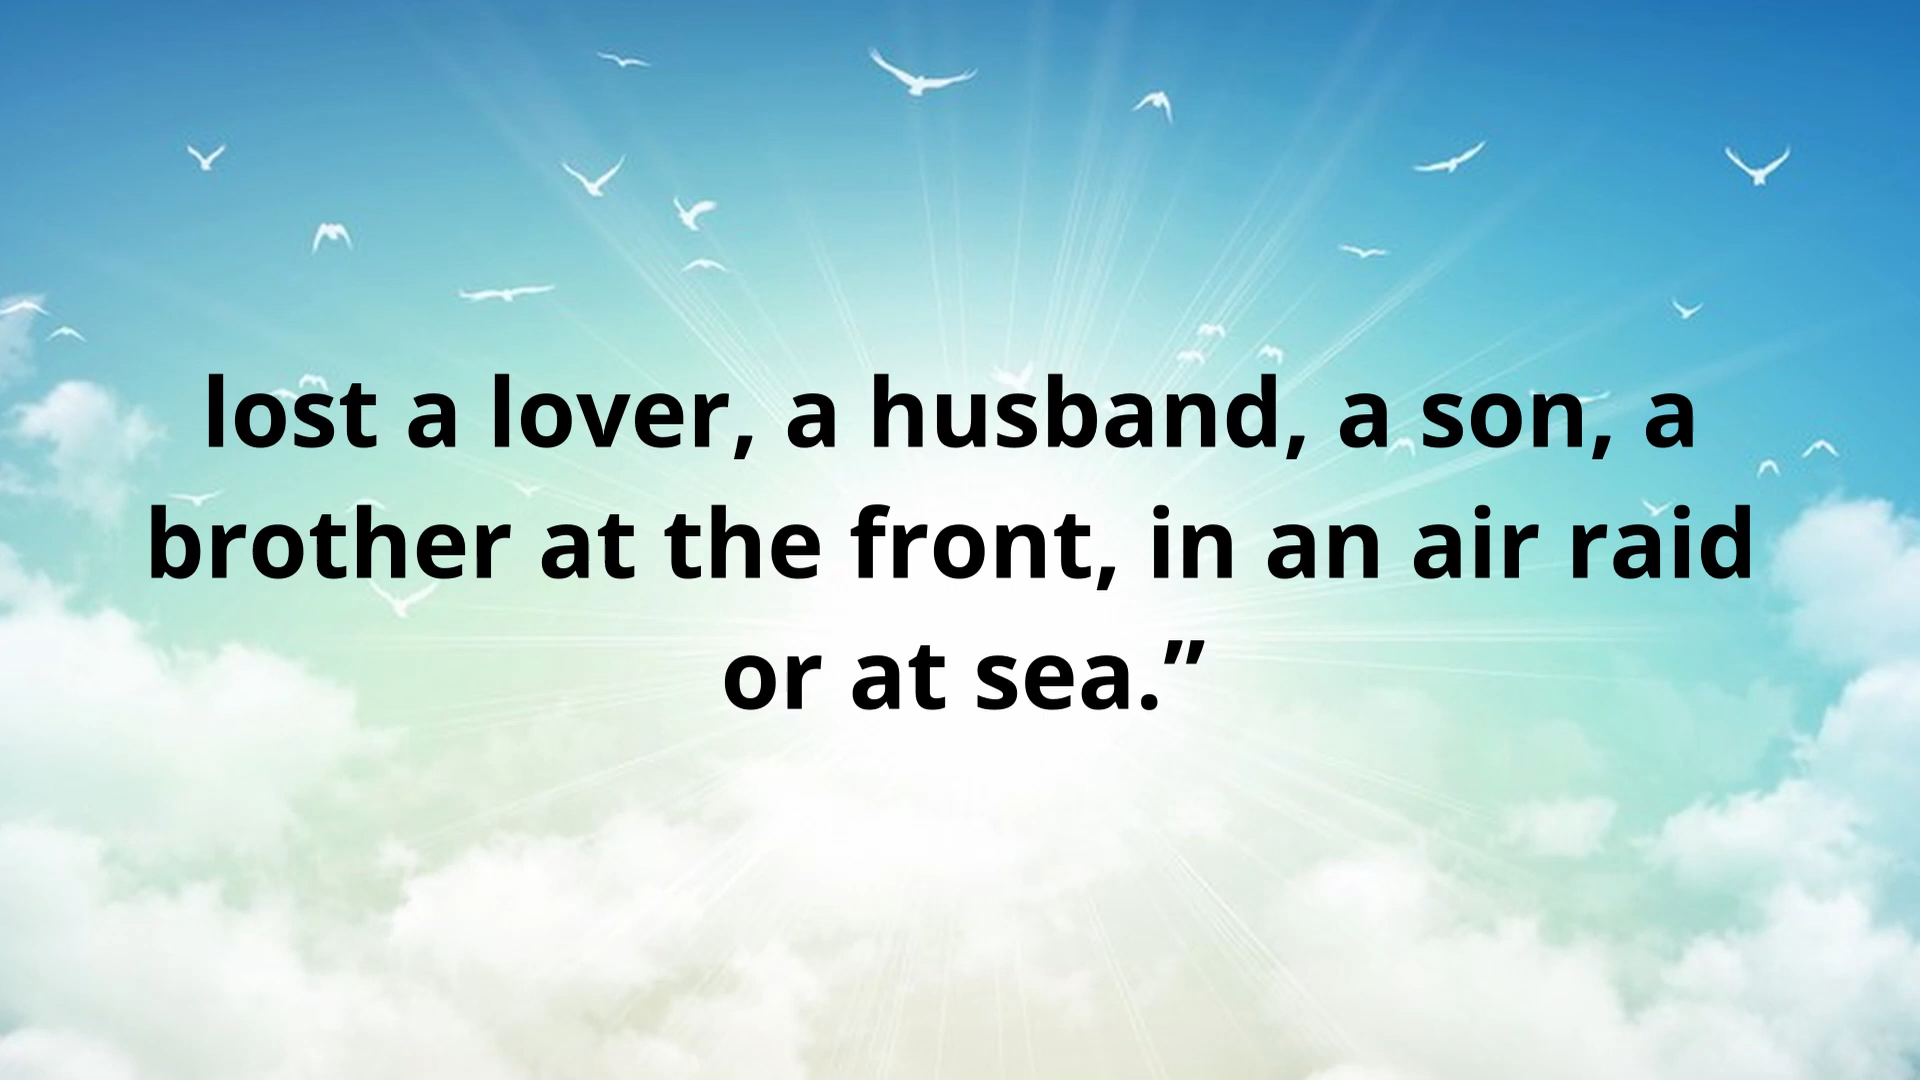 lost a lover, a husband, a son, a
brother at the front, in an air raid
or at sea.”